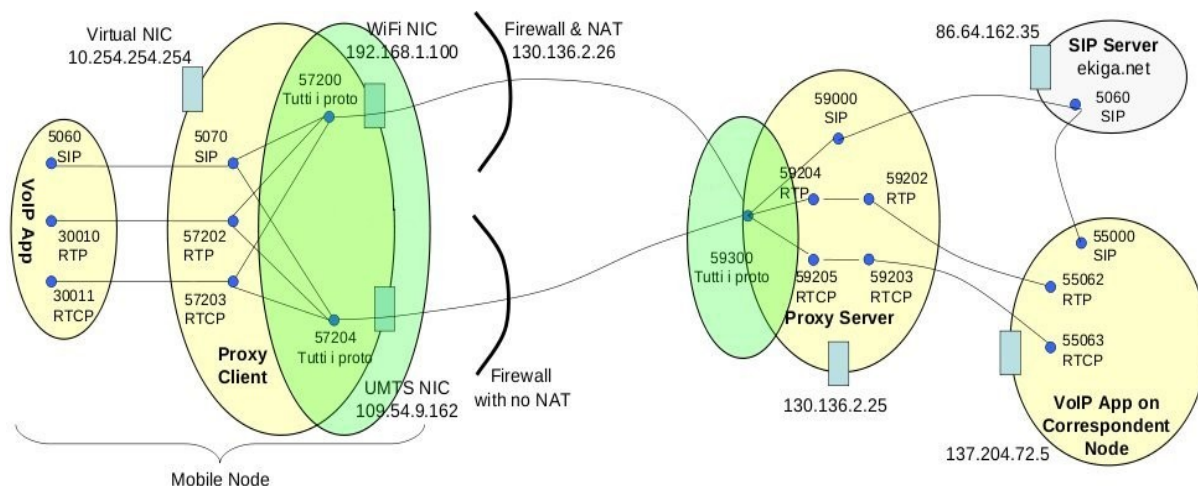 Virtual NIC
10.254.254.254
WiFi NIC
192.168.1.100
Firewall & NAT
130.136.2.26
86.64.162.35
SIP Server
ekiga.net
5060
SIP
VoIP App
5060
SIP
30010
RTP
30011
RTCP
5070
SIP
57202
RTP
57203
RTCP
Proxy
Client
57200
Tutti i proto
57204
Tutti i proto
UMTS NIC
109.54.9.162
Firewall
with no NAT
Mobile Node
59000
SIP
59204
RTP
59202
RTP
59300
Tutti i proto
59205
RTCP
59203
RTCP
Proxy Server
130.136.2.25
55000
SIP
55062
RTP
55063
RTCP
VoIP App on
Correspondent
Node
137.204.72.5